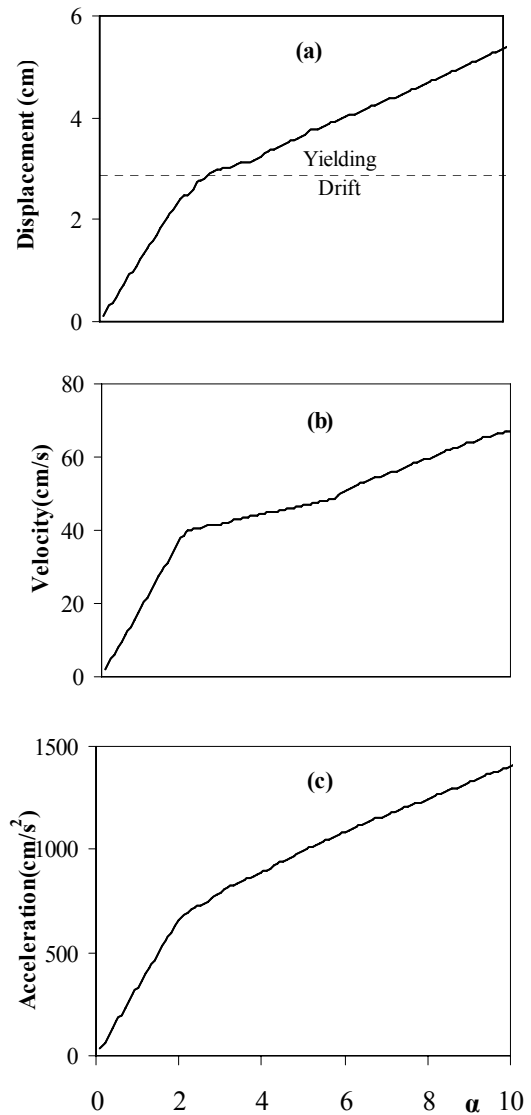 (a)
Displacement (cm)
6
4
2
0
Yielding
Drift
(b)
Velocity(cm/s)
80
60
40
20
0
(c)
Acceleration(cm/s²)
1500
1000
500
0
0 2 4 6 8 α 10